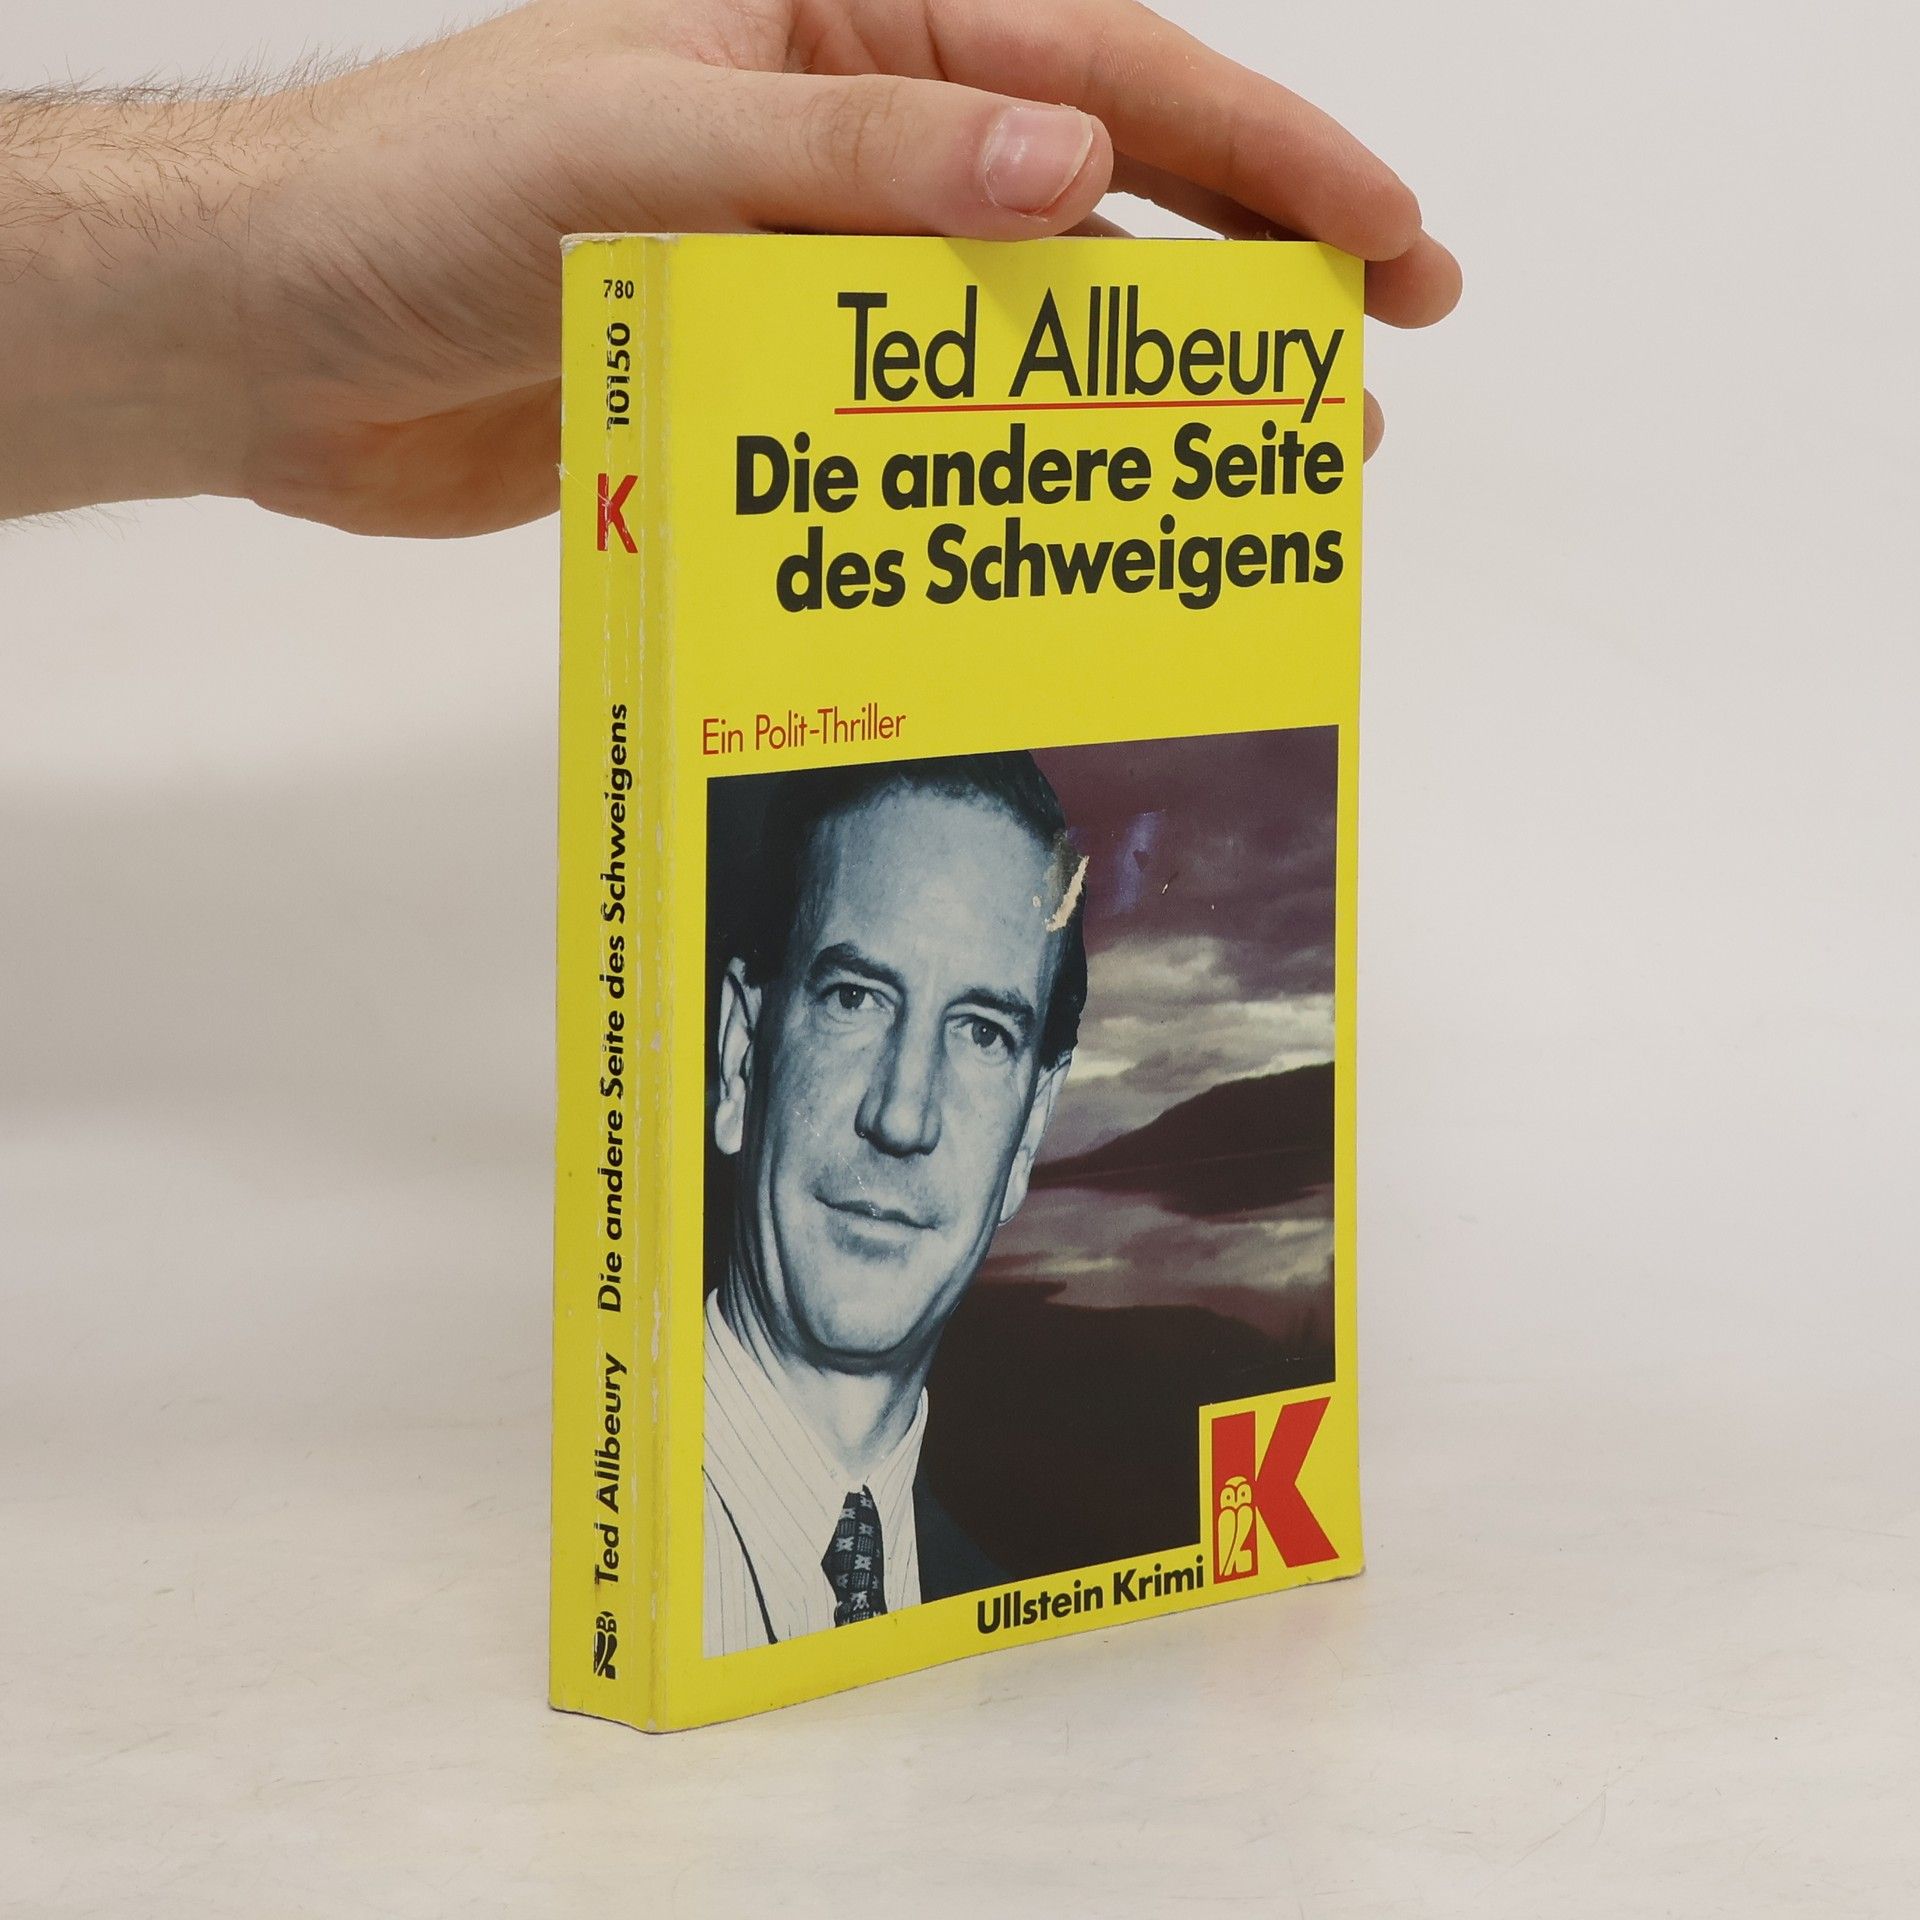 780
10150
K
Ted Allbeury Die andere Seite des Schweigens
Ted Allbeury
Die andere Seite
des Schweigens
Ein Polit-Thriller
Ullstein Krimi
K